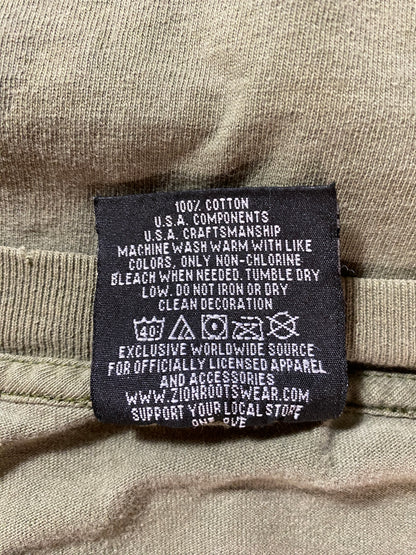 100% COTTON
U.S.A. COMPONENTS
U.S.A. CRAFTSMANSHIP
MACHINE WASH WARM WITH LIKE
COLORS, ONLY NON-CHLORINE
BLEACH WHEN NEEDED. TUMBLE DRY
LOW. DO NOT IRON OR DRY
CLEAN DECORATION
40
EXCLUSIVE WORLDWIDE SOURCE
FOR OFFICIALLY LICENSED APPAREL
AND ACCESSORIES
WWW.ZIONROOTSWEAR.COM
SUPPORT YOUR LOCAL STORE